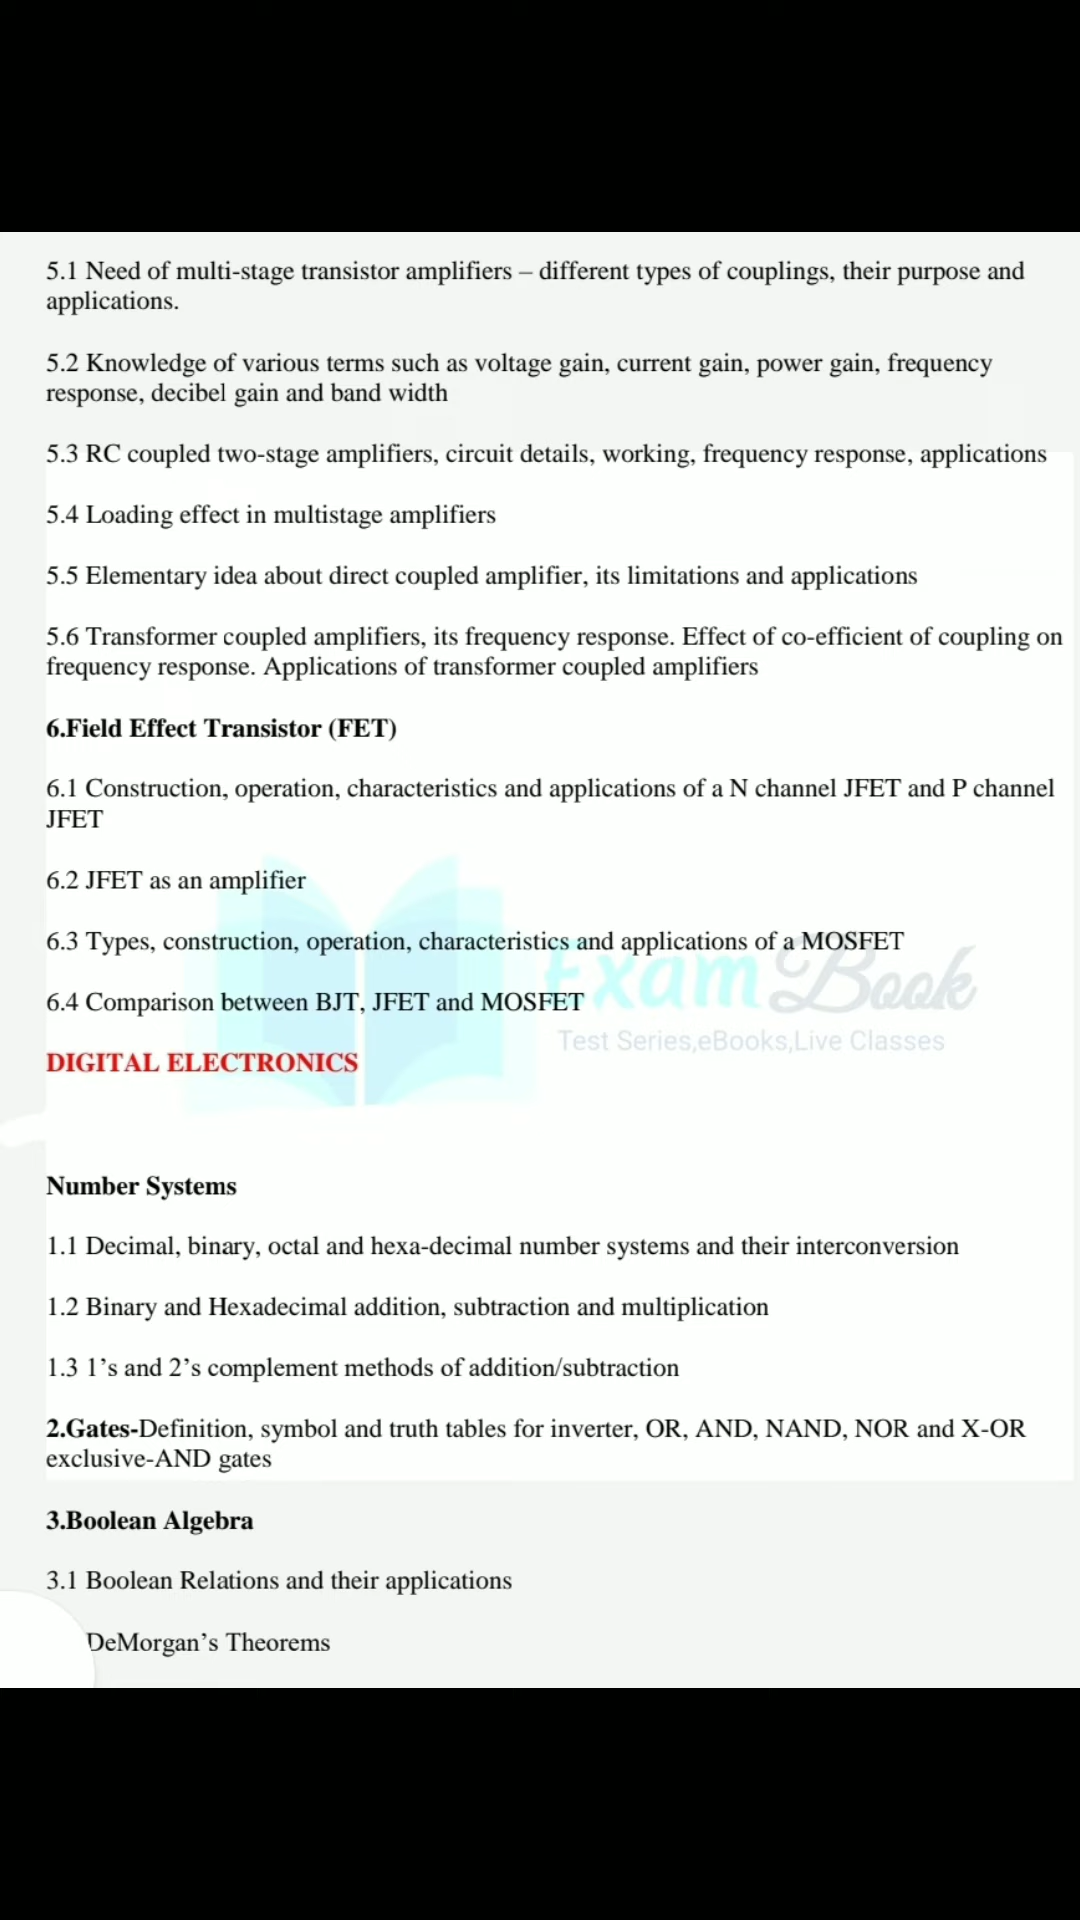 5.1 Need of multi-stage transistor amplifiers – different types of couplings, their purpose and
applications.
5.2 Knowledge of various terms such as voltage gain, current gain, power gain, frequency
response, decibel gain and band width
5.3 RC coupled two-stage amplifiers, circuit details, working, frequency response, applications
5.4 Loading effect in multistage amplifiers
5.5 Elementary idea about direct coupled amplifier, its limitations and applications
5.6 Transformer coupled amplifiers, its frequency response. Effect of co-efficient of coupling on
frequency response. Applications of transformer coupled amplifiers
6.Field Effect Transistor (FET)
6.1 Construction, operation, characteristics and applications of a N channel JFET and P channel
JFET
6.2 JFET as an amplifier
6.3 Types, construction, operation, characteristics and applications of a MOSFET
Exam Book
6.4 Comparison between BJT, JFET and MOSFET
Test Series,eBooks,Live Classes
DIGITAL ELECTRONICS
Number Systems
1.1 Decimal, binary, octal and hexa-decimal number systems and their interconversion
1.2 Binary and Hexadecimal addition, subtraction and multiplication
1.3 1’s and 2’s complement methods of addition/subtraction
2.Gates-Definition, symbol and truth tables for inverter, OR, AND, NAND, NOR and X-OR
exclusive-AND gates
3.Boolean Algebra
3.1 Boolean Relations and their applications
DeMorgan’s Theorems